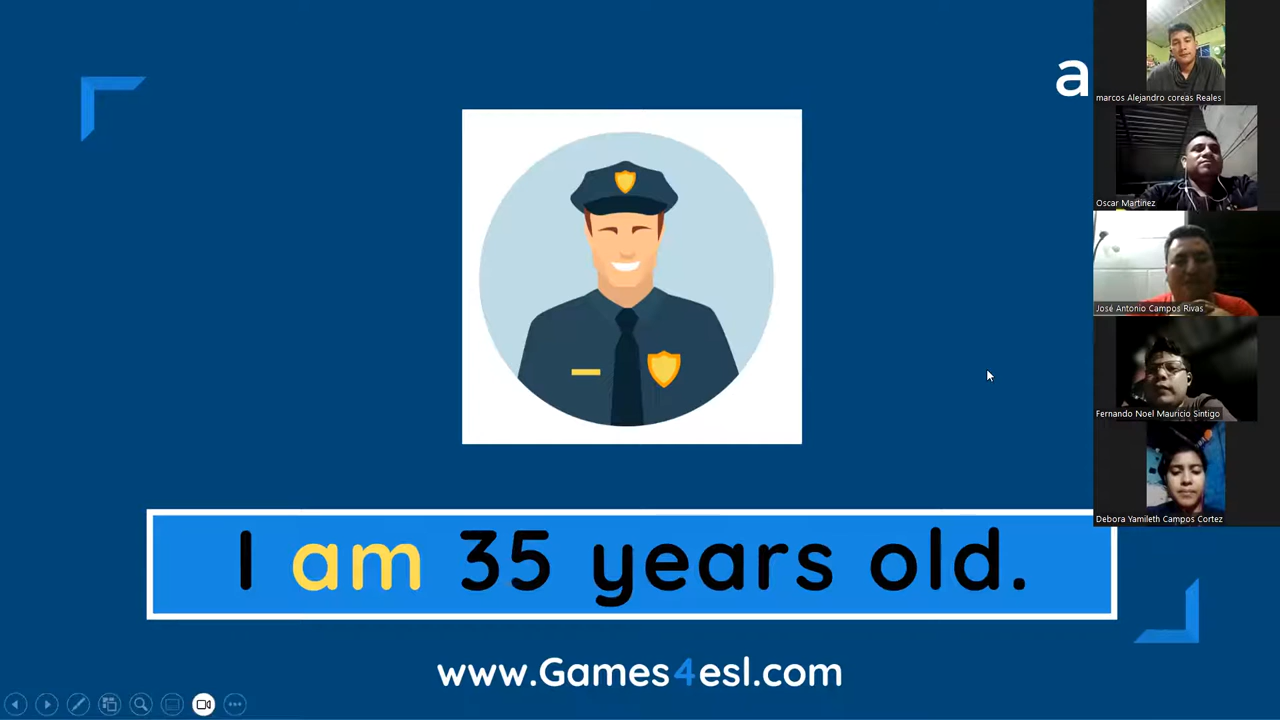 a
marcos Alejandro coreas Reales
Oscar Martinez
José Antonio Campos Rivas
Fernando Noel Mauricio Sintigo
Debora Yamileth Campos Cortez
I am 35 years old.
www.Games4esl.com